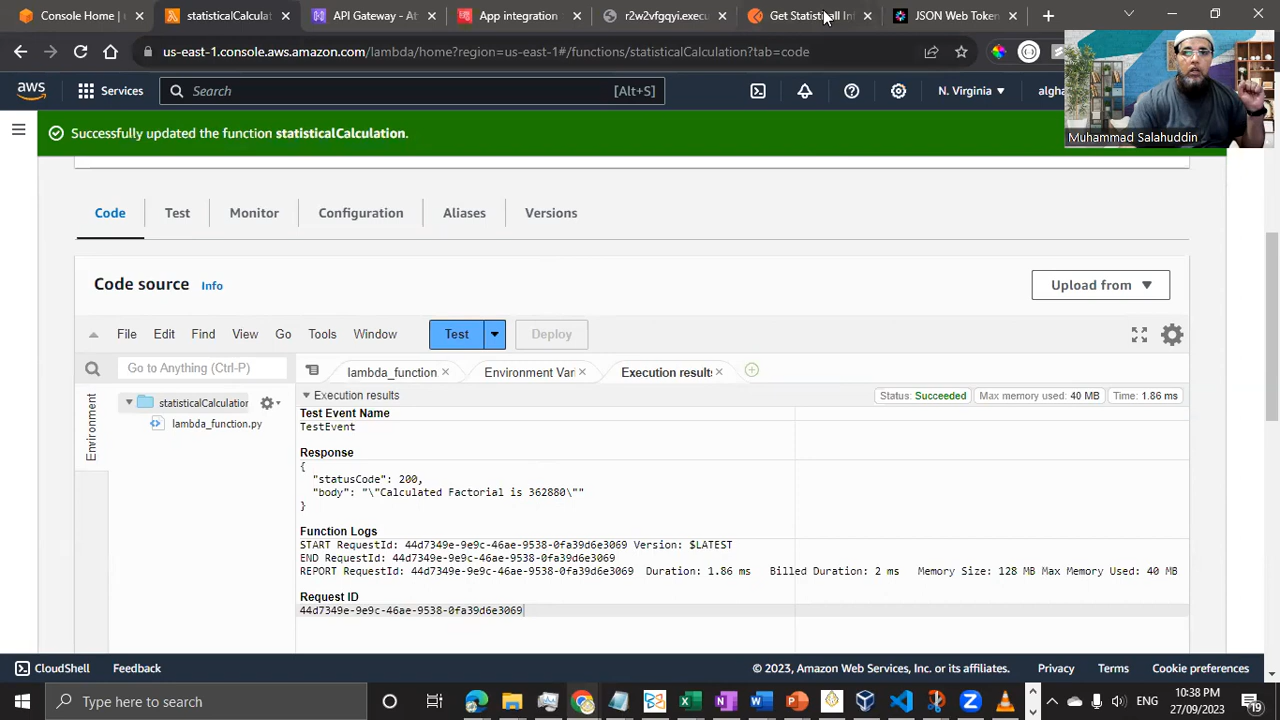 Console Home | C
statisticalCalculat
API Gateway - At
App integration
r2w2vfgqyi.execu
Get Statistical Inf
JSON Web Token
us-east-1.console.aws.amazon.com/lambda/home?region=us-east-1#/functions/statisticalCalculation?tab=code
aws
Services
Search
[Alt+S]
N. Virginia
algha
Muhammad Salahuddin
Successfully updated the function statisticalCalculation.
Code
Test
Monitor
Configuration
Aliases
Versions
Code source
Info
Upload from
File
Edit
Find
View
Go
Tools
Window
Test
Deploy
Go to Anything (Ctrl-P)
lambda_function
Environment Var
Execution results
Environment
statisticalCalculation
lambda_function.py
Execution results
Status: Succeeded
Max memory used: 40 MB
Time: 1.86 ms
Test Event Name
TestEvent
Response
{
"statusCode": 200,
"body": "\"Calculated Factorial is 362880\""
}
Function Logs
START RequestId: 44d7349e-9e9c-46ae-9538-0fa39d6e3069 Version: $LATEST
END RequestId: 44d7349e-9e9c-46ae-9538-0fa39d6e3069
REPORT RequestId: 44d7349e-9e9c-46ae-9538-0fa39d6e3069 Duration: 1.86 ms Billed Duration: 2 ms Memory Size: 128 MB Max Memory Used: 40 MB
Request ID
44d7349e-9e9c-46ae-9538-0fa39d6e3069
CloudShell
Feedback
© 2023, Amazon Web Services, Inc. or its affiliates.
Privacy
Terms
Cookie preferences
Type here to search
ENG
10:38 PM
27/09/2023
19